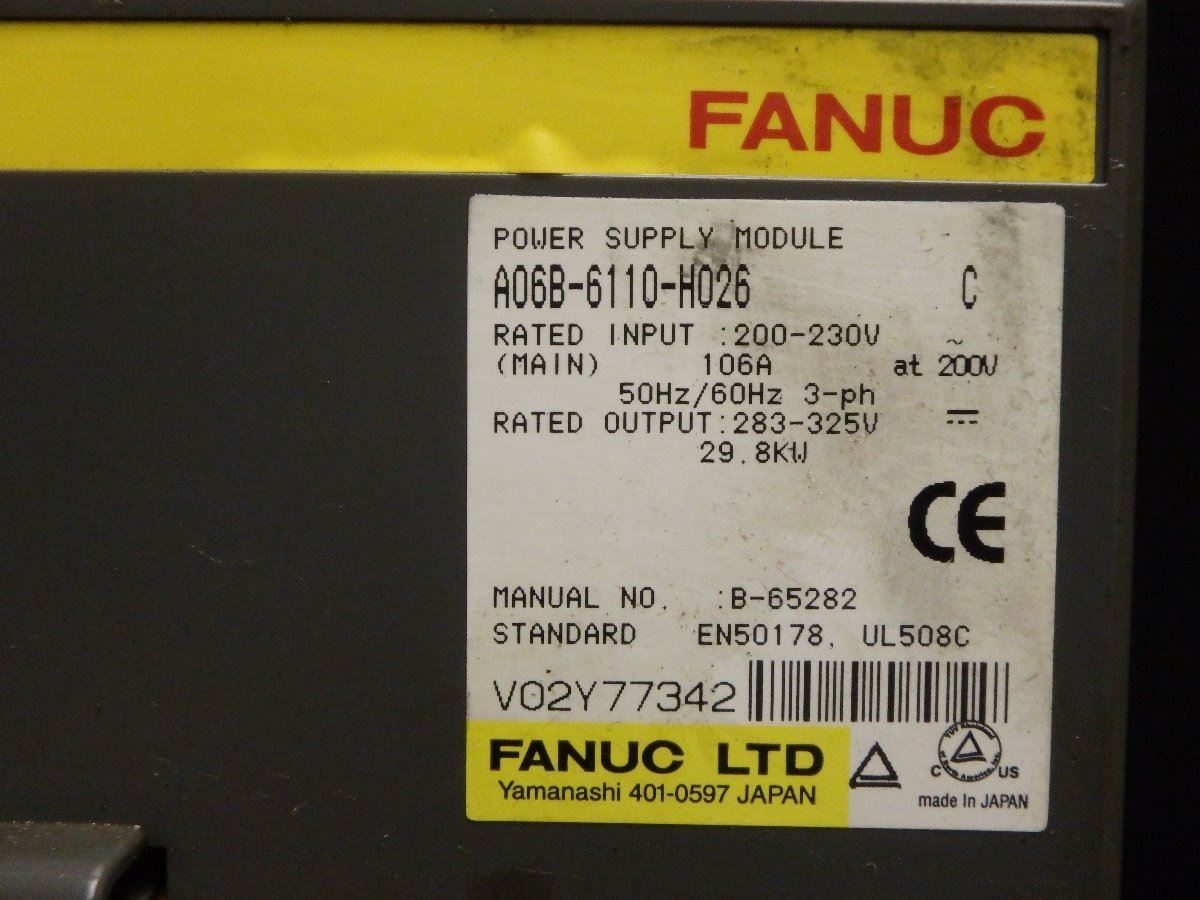 FANUC
POWER SUPPLY MODULE
A06B-6110-H026 C
RATED INPUT :200-230V ~
(MAIN) 106A at 200V
50Hz/60Hz 3-ph
RATED OUTPUT:283-325V ⎓
29.8KW
CE
MANUAL NO. :B-65282
STANDARD EN50178, UL508C
V02Y77342
FANUC LTD
Yamanashi 401-0597 JAPAN
C US
made In JAPAN